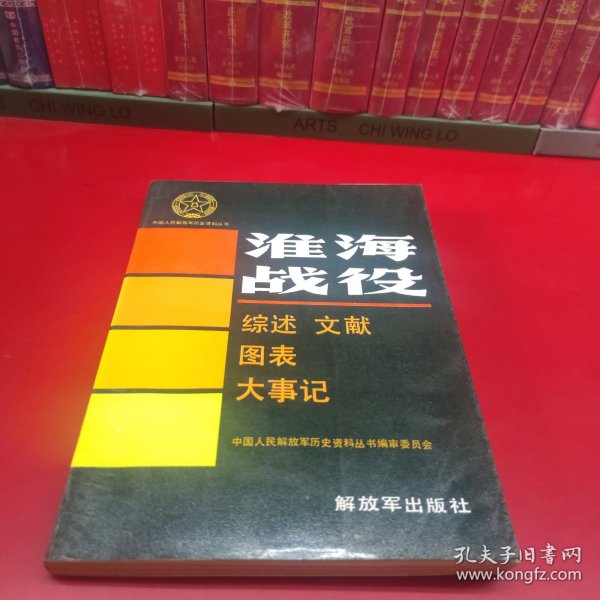 CHI WING LO
ARTS
CHI WING LO
中国人民解放军历史资料丛书
淮海
战役
综述 文献
图表
大事记
中国人民解放军历史资料丛书编审委员会
解放军出版社
孔夫子旧书网
www.kongfz.com